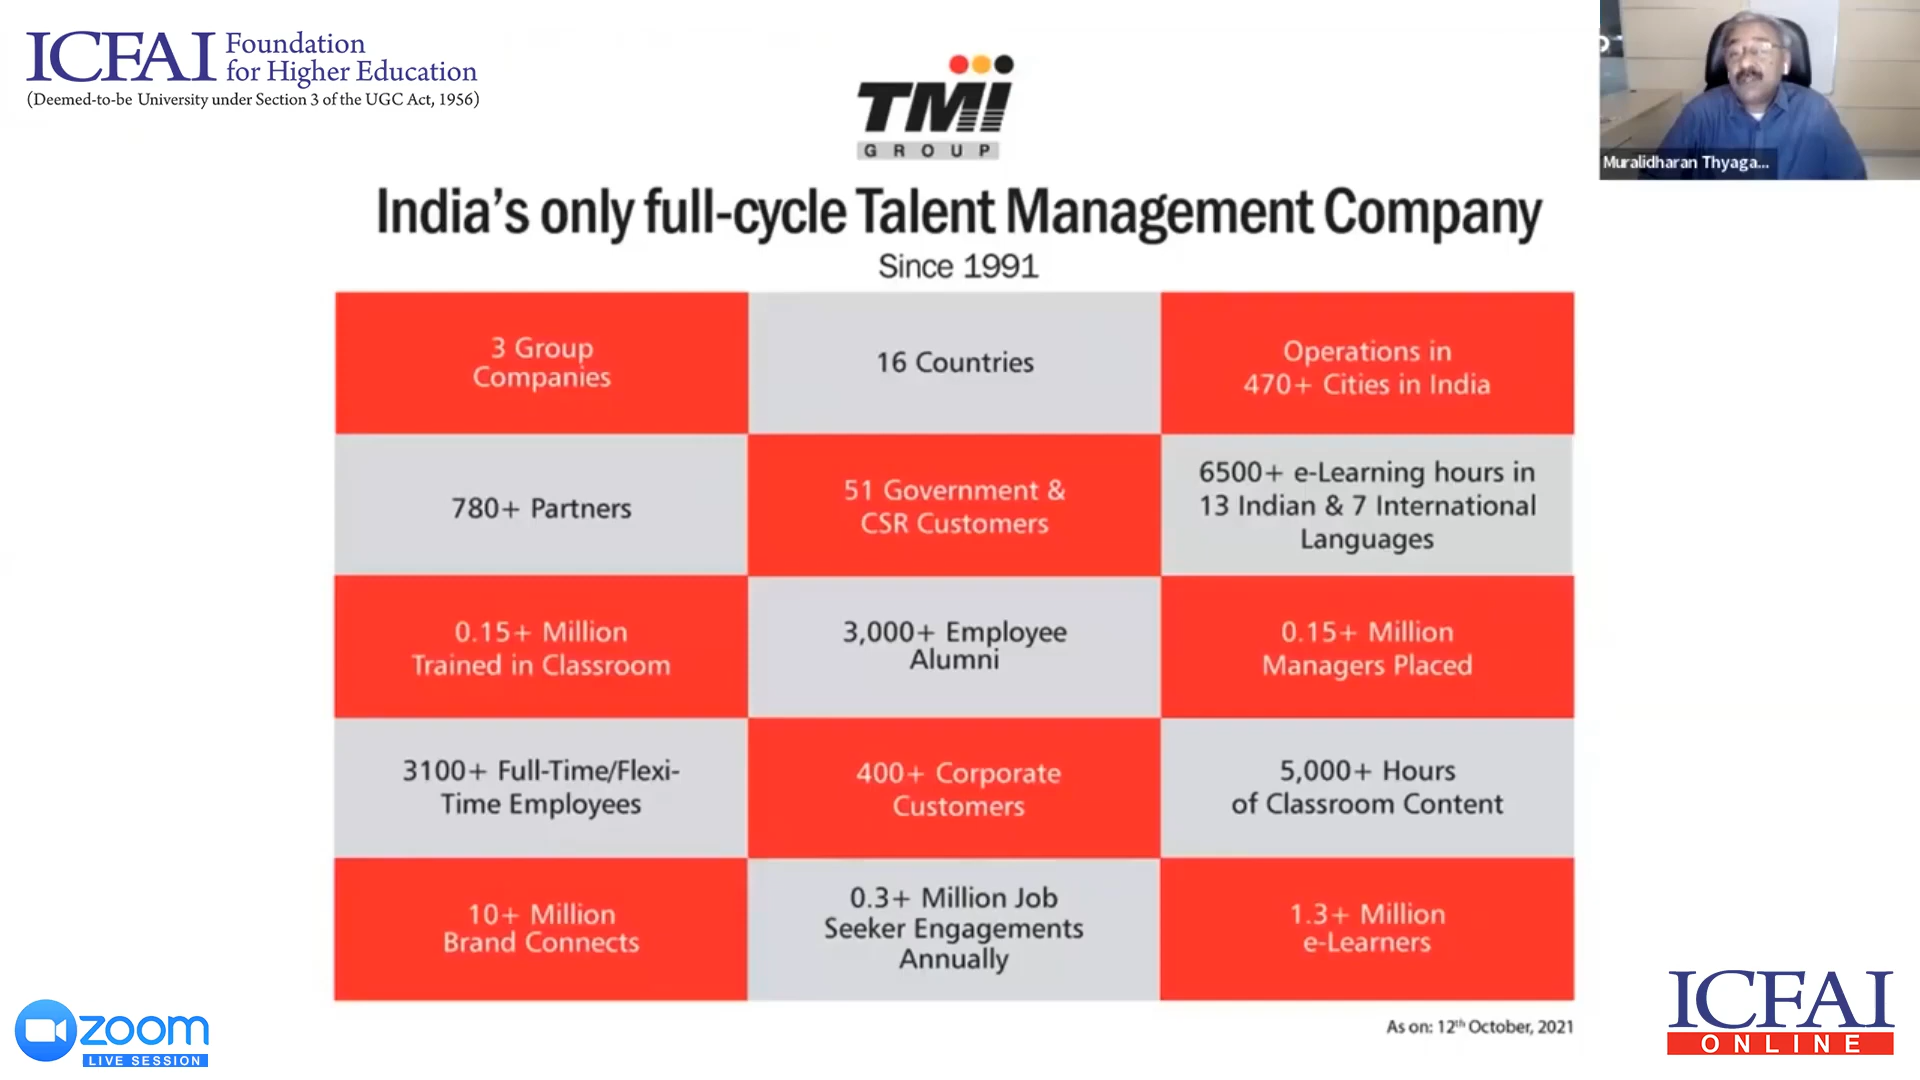 ICFAI Foundation
for Higher Education
(Deemed-to-be University under Section 3 of the UGC Act, 1956)
TMI
GROUP
Muralidharan Thyaga...
India's only full-cycle Talent Management Company
Since 1991
3 Group
Companies
16 Countries
Operations in
470+ Cities in India
780+ Partners
51 Government &
CSR Customers
6500+ e-Learning hours in
13 Indian & 7 International
Languages
0.15+ Million
Trained in Classroom
3,000+ Employee
Alumni
0.15+ Million
Managers Placed
3100+ Full-Time/Flexi-
Time Employees
400+ Corporate
Customers
5,000+ Hours
of Classroom Content
10+ Million
Brand Connects
0.3+ Million Job
Seeker Engagements
Annually
1.3+ Million
e-Learners
As on: 12th October, 2021
zoom
LIVE SESSION
ICFAI
ONLINE